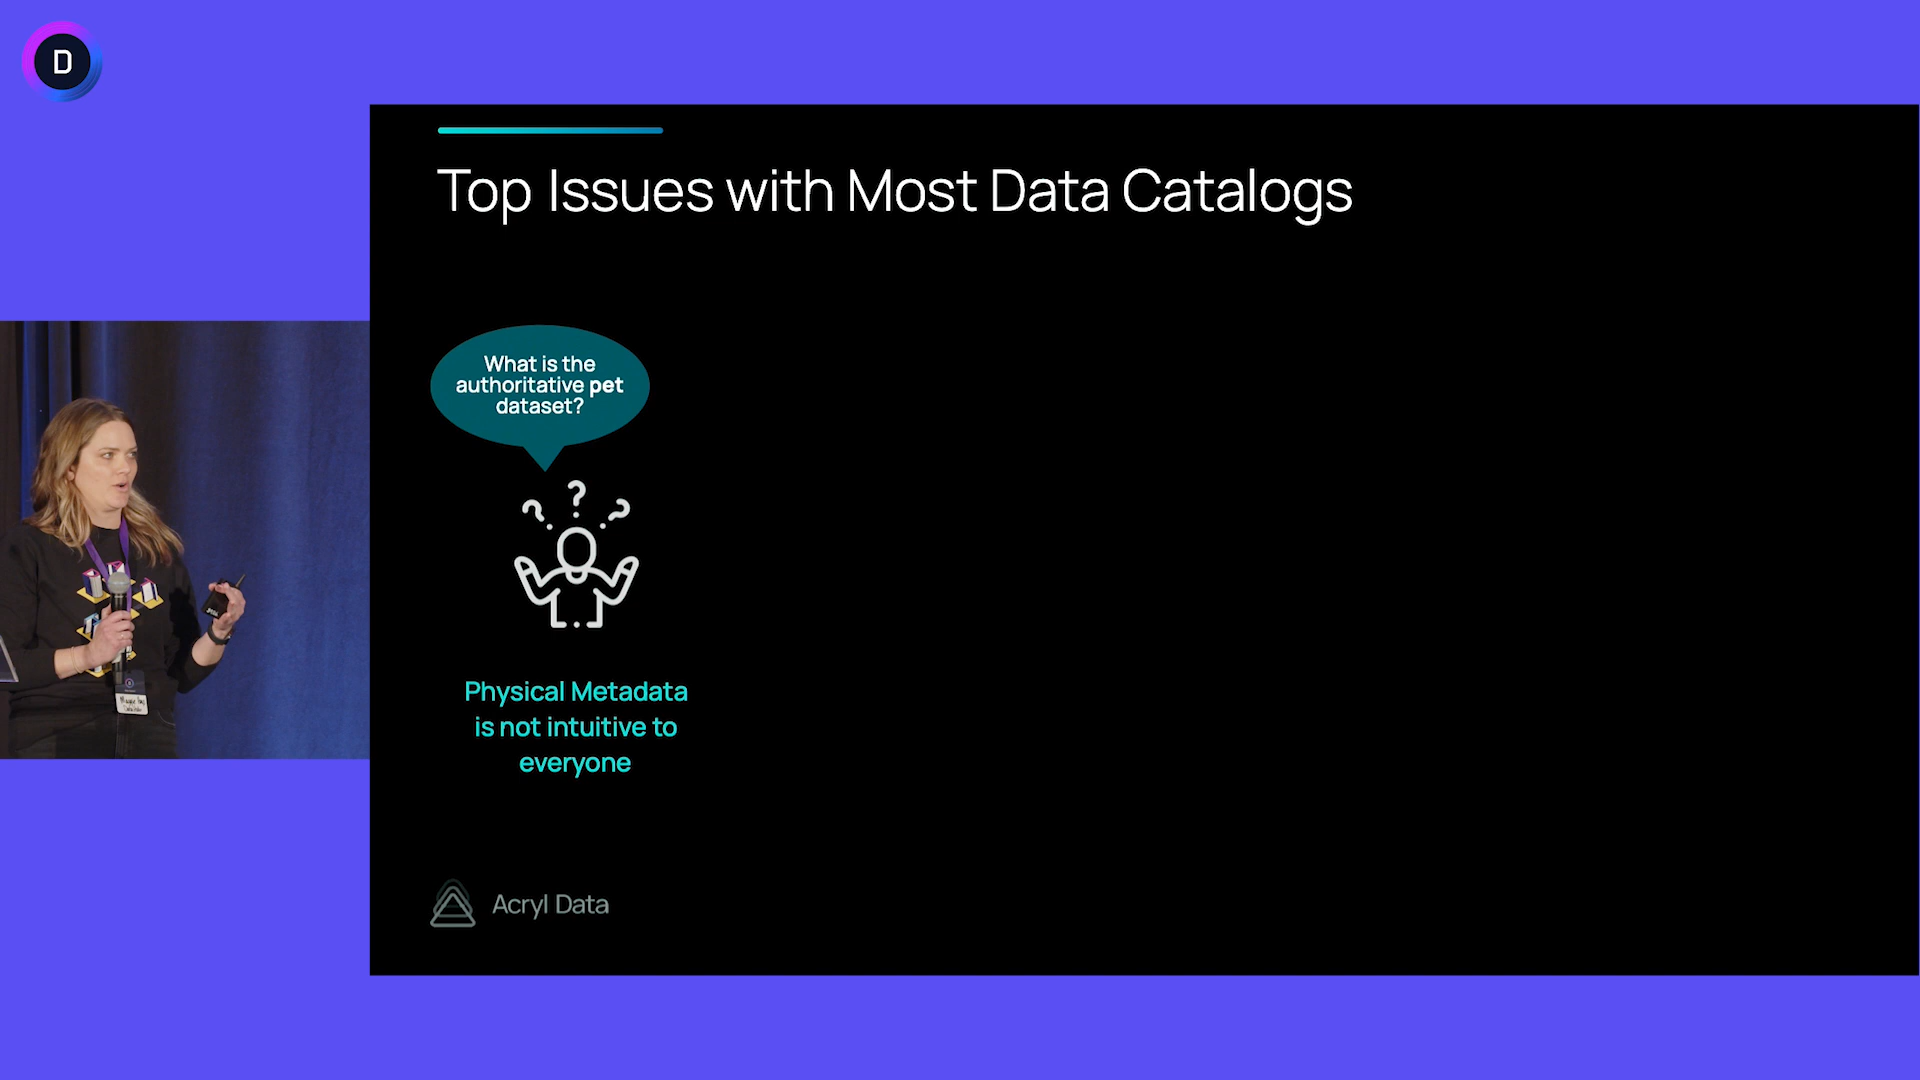 D
Top Issues with Most Data Catalogs
What is the
authoritative pet
dataset?
? ? ?
Physical Metadata
is not intuitive to
everyone
Acryl Data